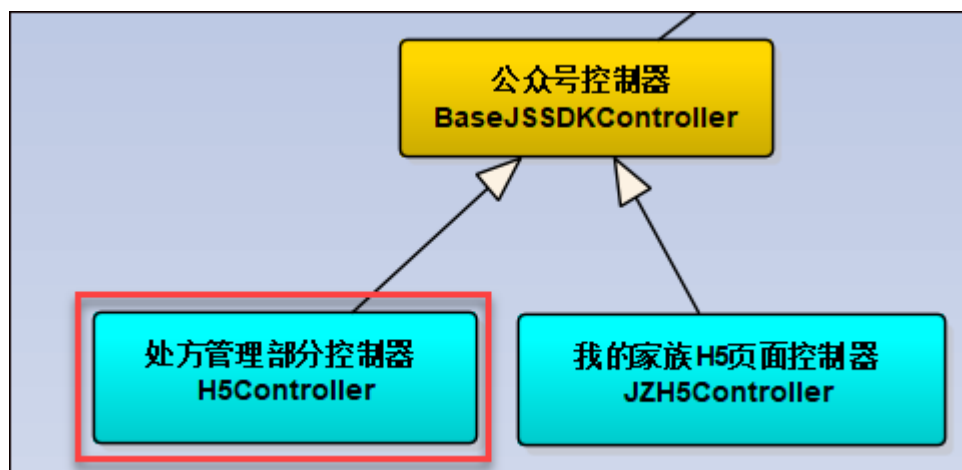 公众号控制器
BaseJSSDKController
处方管理部分控制器
H5Controller
我的家族H5页面控制器
JZH5Controller